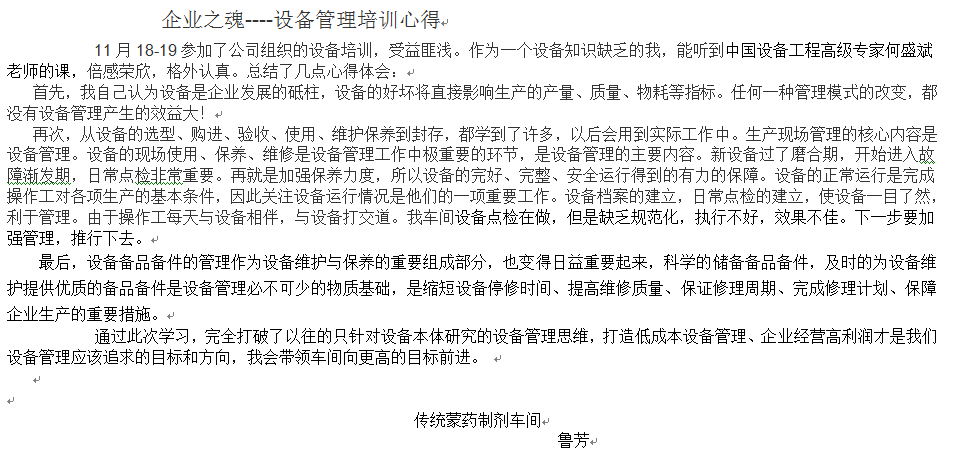 企业之魂----设备管理培训心得
11月18-19参加了公司组织的设备培训，受益匪浅。作为一个设备知识缺乏的我，能听到中国设备工程高级专家何盛斌
老师的课，倍感荣欣，格外认真。总结了几点心得体会：
首先，我自己认为设备是企业发展的砥柱，设备的好坏将直接影响生产的产量、质量、物耗等指标。任何一种管理模式的改变，都
没有设备管理产生的效益大！
再次，从设备的选型、购进、验收、使用、维护保养到封存，都学到了许多，以后会用到实际工作中。生产现场管理的核心内容是
设备管理。设备的现场使用、保养、维修是设备管理工作中极重要的环节，是设备管理的主要内容。新设备过了磨合期，开始进入故
障渐发期，日常点检非常重要。再就是加强保养力度，所以设备的完好、完整、安全运行得到的有力的保障。设备的正常运行是完成
操作工对各项生产的基本条件，因此关注设备运行情况是他们的一项重要工作。设备档案的建立，日常点检的建立，使设备一目了然，
利于管理。由于操作工每天与设备相伴，与设备打交道。我车间设备点检在做，但是缺乏规范化，执行不好，效果不佳。下一步要加
强管理，推行下去。
最后，设备备品备件的管理作为设备维护与保养的重要组成部分，也变得日益重要起来，科学的储备备品备件，及时的为设备维
护提供优质的备品备件是设备管理必不可少的物质基础，是缩短设备停修时间、提高维修质量、保证修理周期、完成修理计划、保障
企业生产的重要措施。
通过此次学习，完全打破了以往的只针对设备本体研究的设备管理思维，打造低成本设备管理、企业经营高利润才是我们
设备管理应该追求的目标和方向，我会带领车间向更高的目标前进。
传统蒙药制剂车间
鲁芳